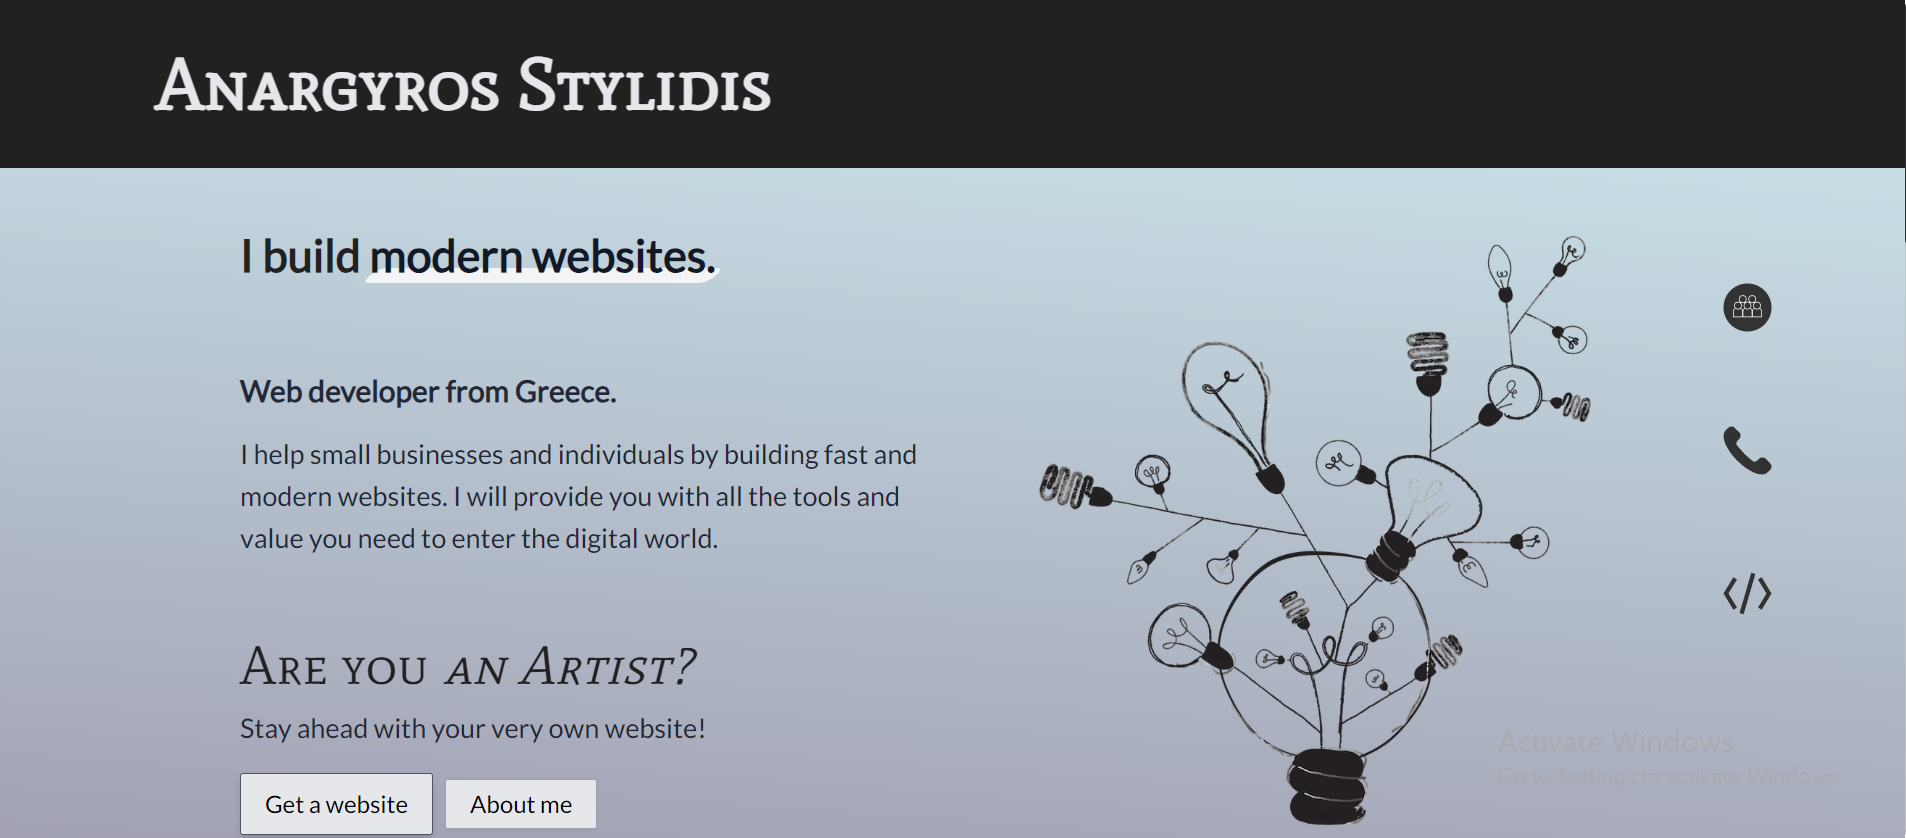 Anargyros Stylidis
I build modern websites.
Web developer from Greece.
I help small businesses and individuals by building fast and
modern websites. I will provide you with all the tools and
value you need to enter the digital world.
Are you an Artist?
Stay ahead with your very own website!
Get a website
About me
Activate Windows
Go to Settings to activate Windows.